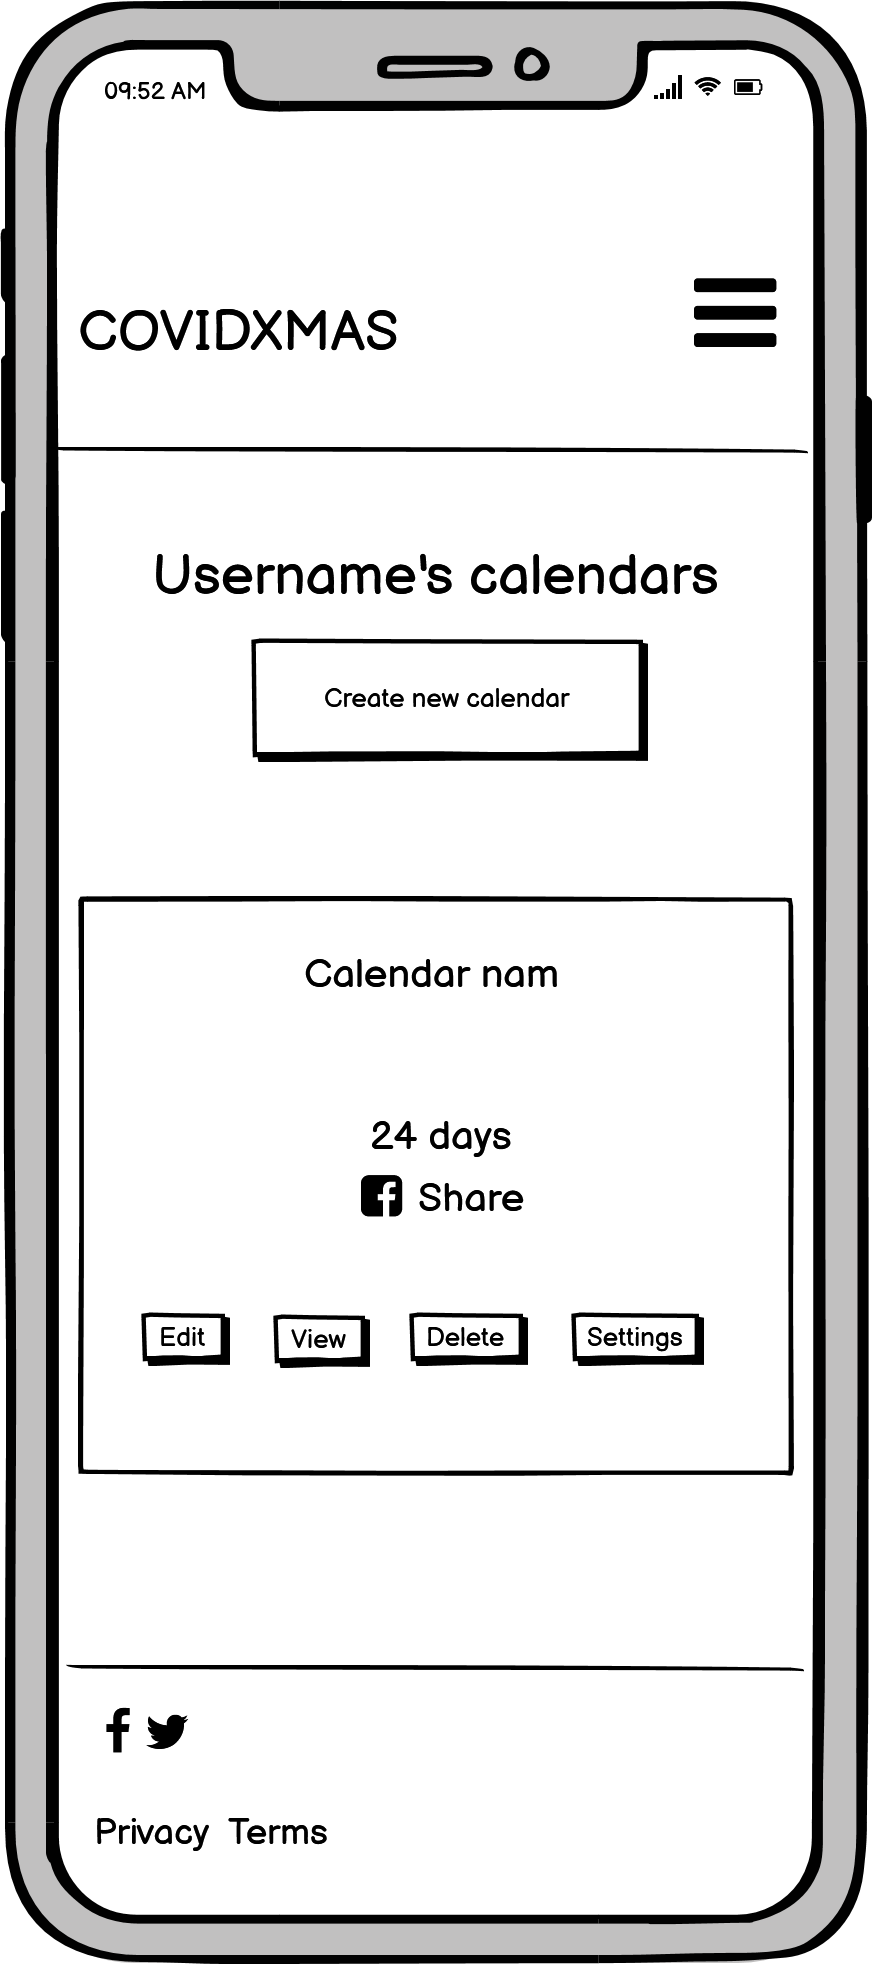 09:52 AM
COVIDXMAS
Username's calendars
Create new calendar
Calendar nam
24 days
Share
Edit View Delete Settings
Privacy Terms